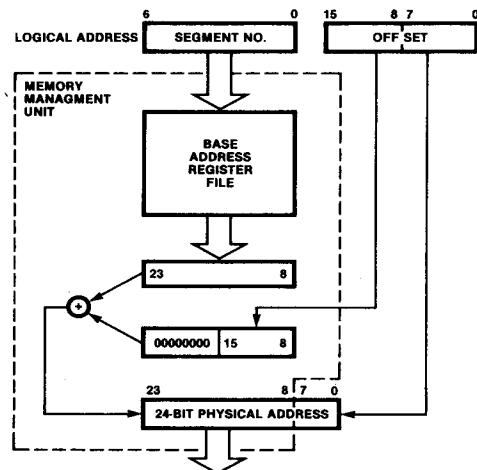 6 0 15 8 7 0
LOGICAL ADDRESS SEGMENT NO. OFF SET
MEMORY
MANAGMENT
UNIT
BASE
ADDRESS
REGISTER
FILE
23 8
+
00000000 15 8
23 8 7 0
24-BIT PHYSICAL ADDRESS